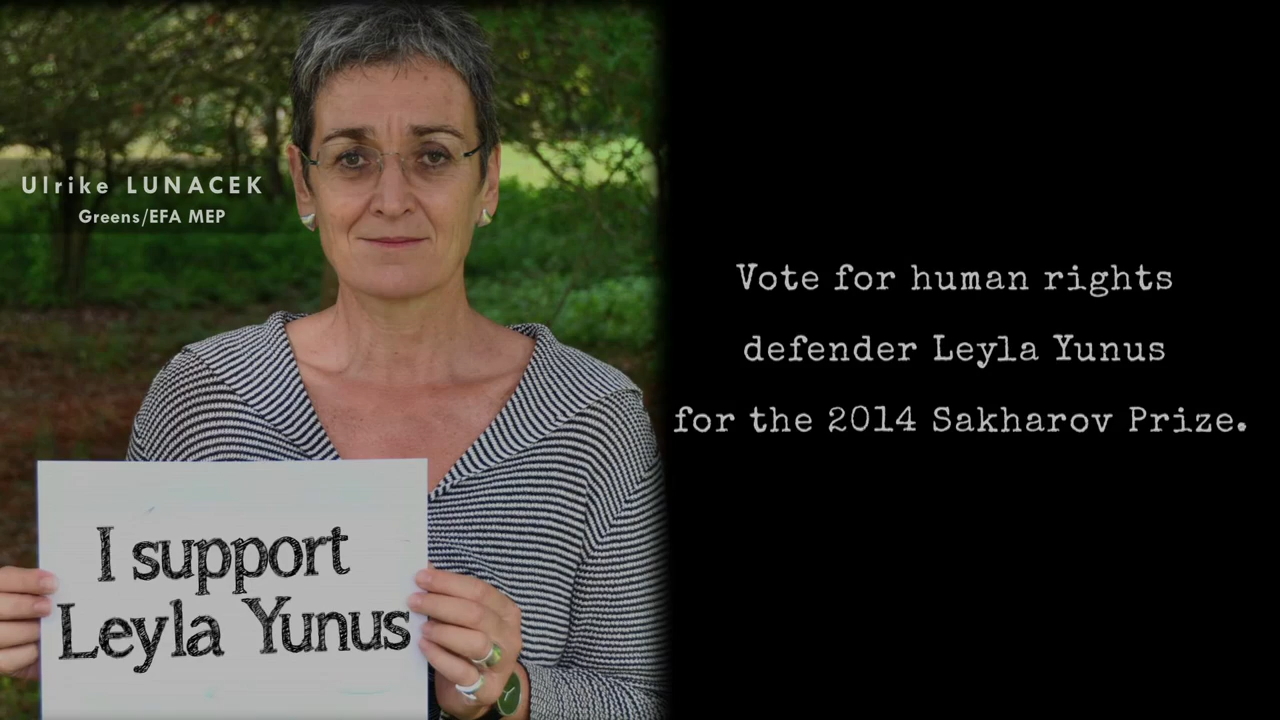 Ulrike LUNACEK
Greens/EFA MEP
I support
Leyla Yunus
Vote for human rights
defender Leyla Yunus
for the 2014 Sakharov Prize.